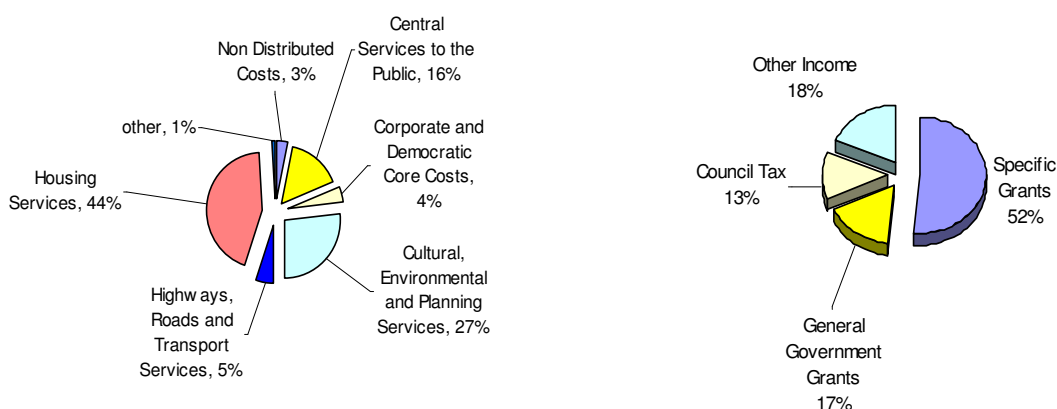 Non Distributed
Costs, 3%
Central
Services to the
Public, 16%
other, 1%
Corporate and
Democratic
Core Costs,
4%
Housing
Services, 44%
Cultural,
Environmental
and Planning
Services, 27%
Highways,
Roads and
Transport
Services, 5%
Other Income
18%
Council Tax
13%
Specific
Grants
52%
General
Government
Grants
17%